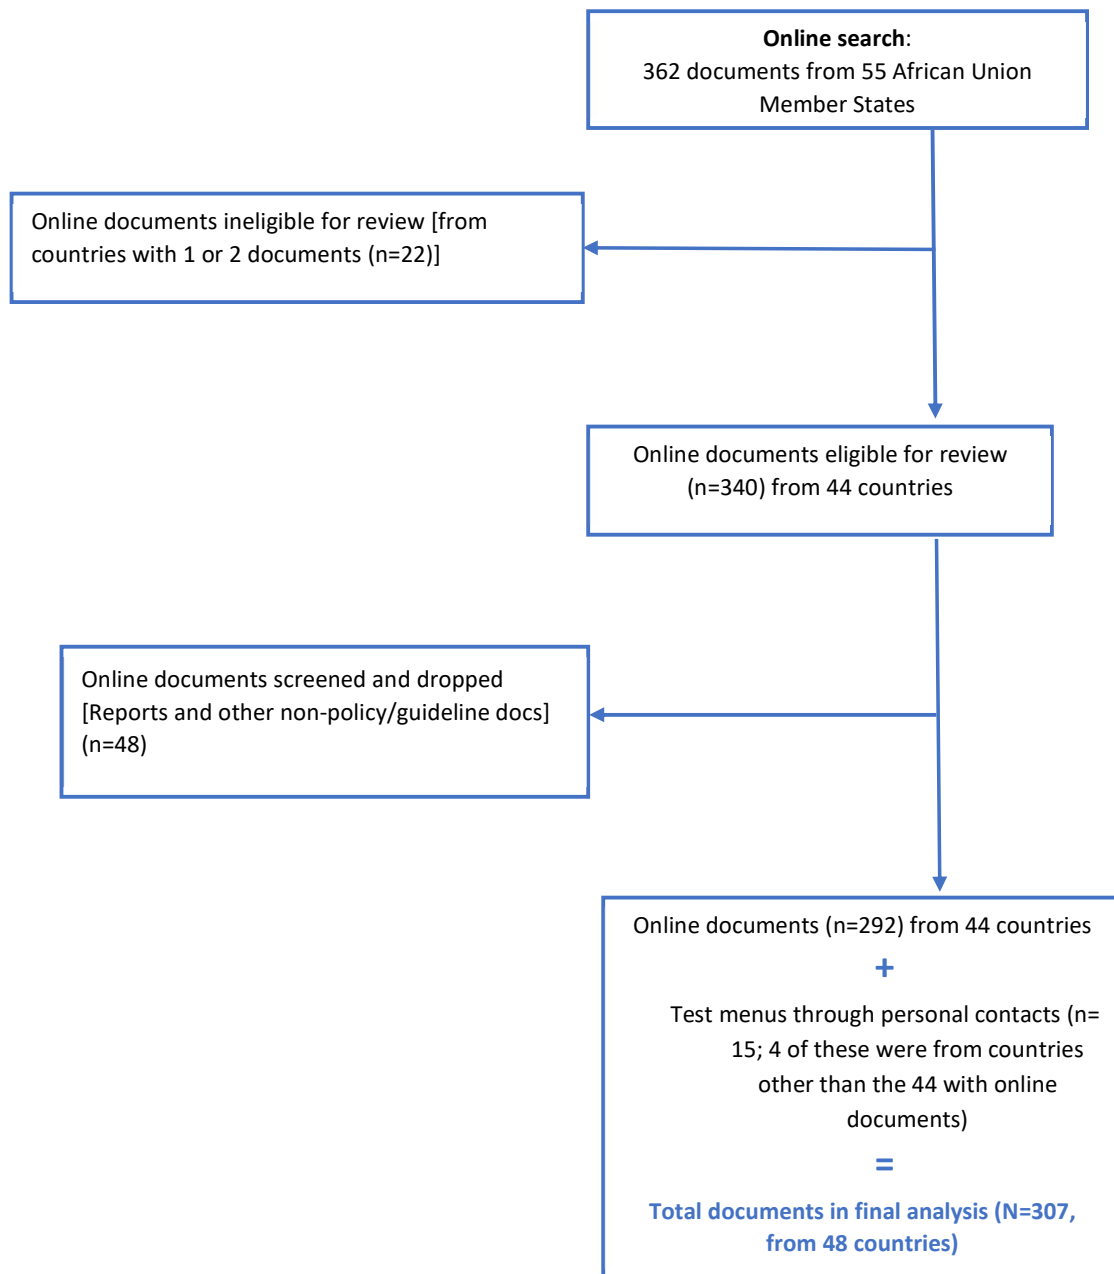 Online search:
362 documents from 55 African Union
Member States
Online documents ineligible for review [from
countries with 1 or 2 documents (n=22)]
Online documents eligible for review
(n=340) from 44 countries
Online documents screened and dropped
[Reports and other non-policy/guideline docs]
(n=48)
Online documents (n=292) from 44 countries
+
Test menus through personal contacts (n=
15; 4 of these were from countries
other than the 44 with online
documents)
=
Total documents in final analysis (N=307,
from 48 countries)